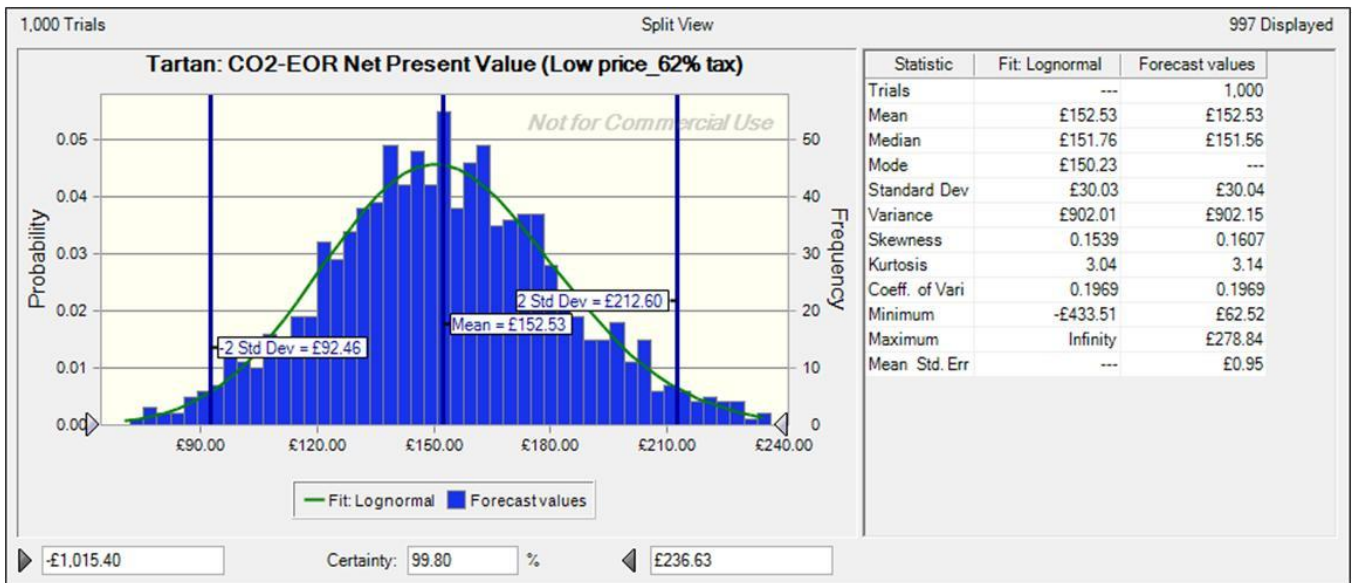 1,000 Trials Split View 997 Displayed
Tartan: CO2-EOR Net Present Value (Low price_62% tax)
Not for Commercial Use
Probability
0.05
0.04
0.03
0.02
0.01
0.00
50
40
30
20
10
0
Frequency
2 Std Dev = £212.60
Mean = £152.53
-2 Std Dev = £92.46
£90.00 £120.00 £150.00 £180.00 £210.00 £240.00
Fit: Lognormal Forecast values
Statistic Fit: Lognormal Forecast values
Trials --- 1,000
Mean £152.53 £152.53
Median £151.76 £151.56
Mode £150.23 ---
Standard Dev £30.03 £30.04
Variance £902.01 £902.15
Skewness 0.1539 0.1607
Kurtosis 3.04 3.14
Coeff. of Vari 0.1969 0.1969
Minimum -£433.51 £62.52
Maximum Infinity £278.84
Mean Std. Err --- £0.95
-£1,015.40 Certainty: 99.80 % £236.63